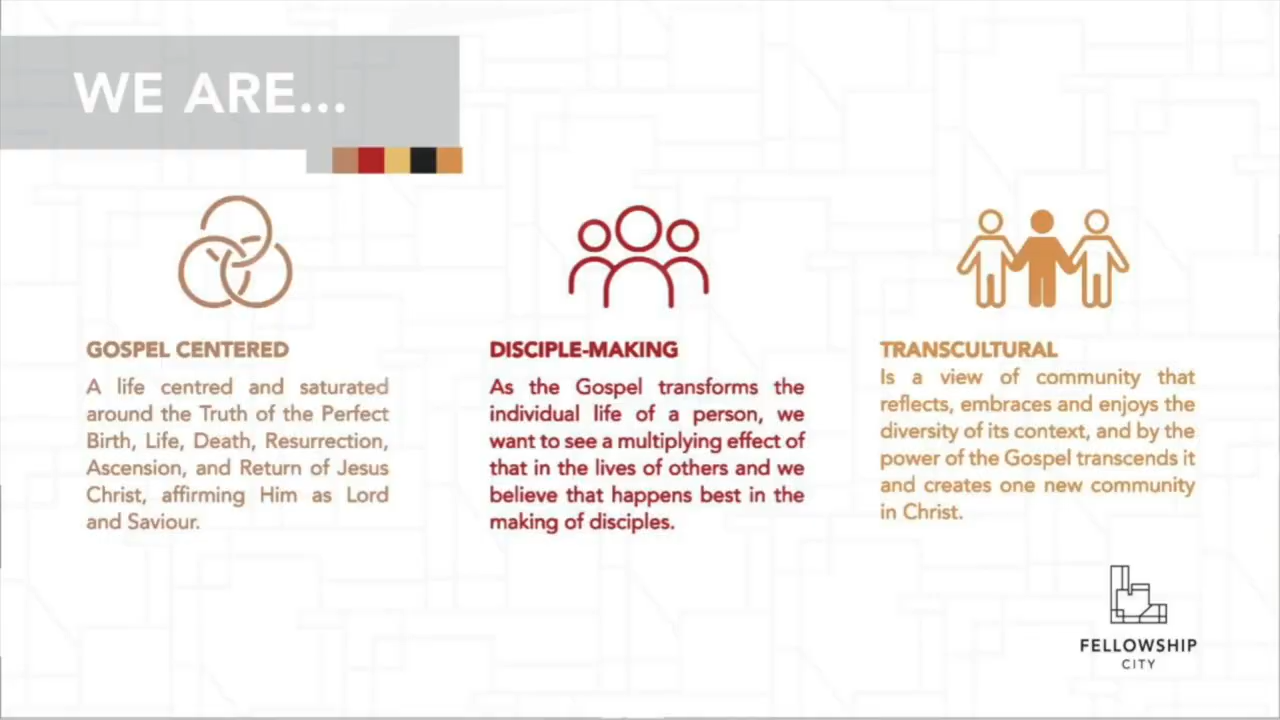 WE ARE...
GOSPEL CENTERED
A life centred and saturated
around the Truth of the Perfect
Birth, Life, Death, Resurrection,
Ascension, and Return of Jesus
Christ, affirming Him as Lord
and Saviour.
DISCIPLE-MAKING
As the Gospel transforms the
individual life of a person, we
want to see a multiplying effect of
that in the lives of others and we
believe that happens best in the
making of disciples.
TRANSCULTURAL
Is a view of community that
reflects, embraces and enjoys the
diversity of its context, and by the
power of the Gospel transcends it
and creates one new community
in Christ.
FELLOWSHIP
CITY